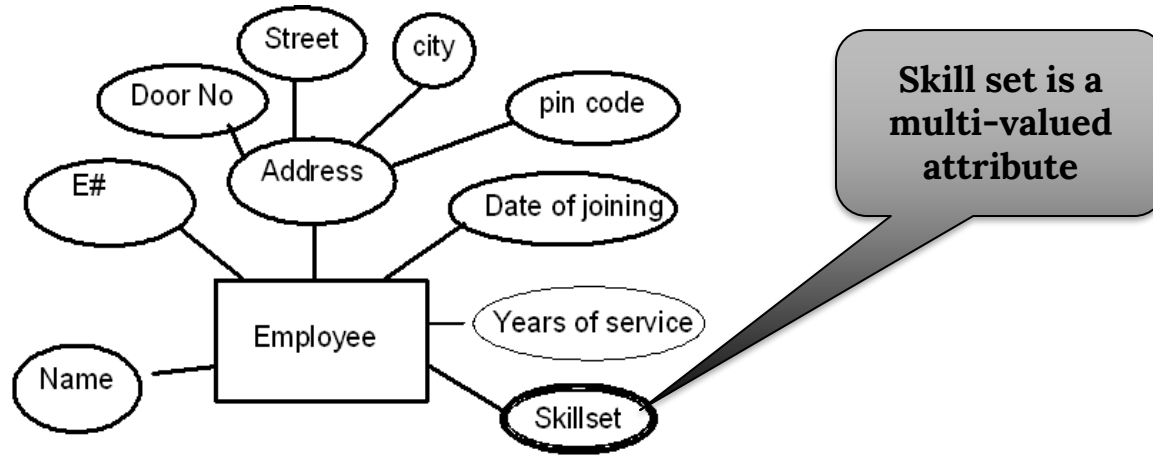 Street
city
Door No
pin code
E#
Address
Date of joining
Employee
Years of service
Name
Skillset
Skill set is a
multi-valued
attribute